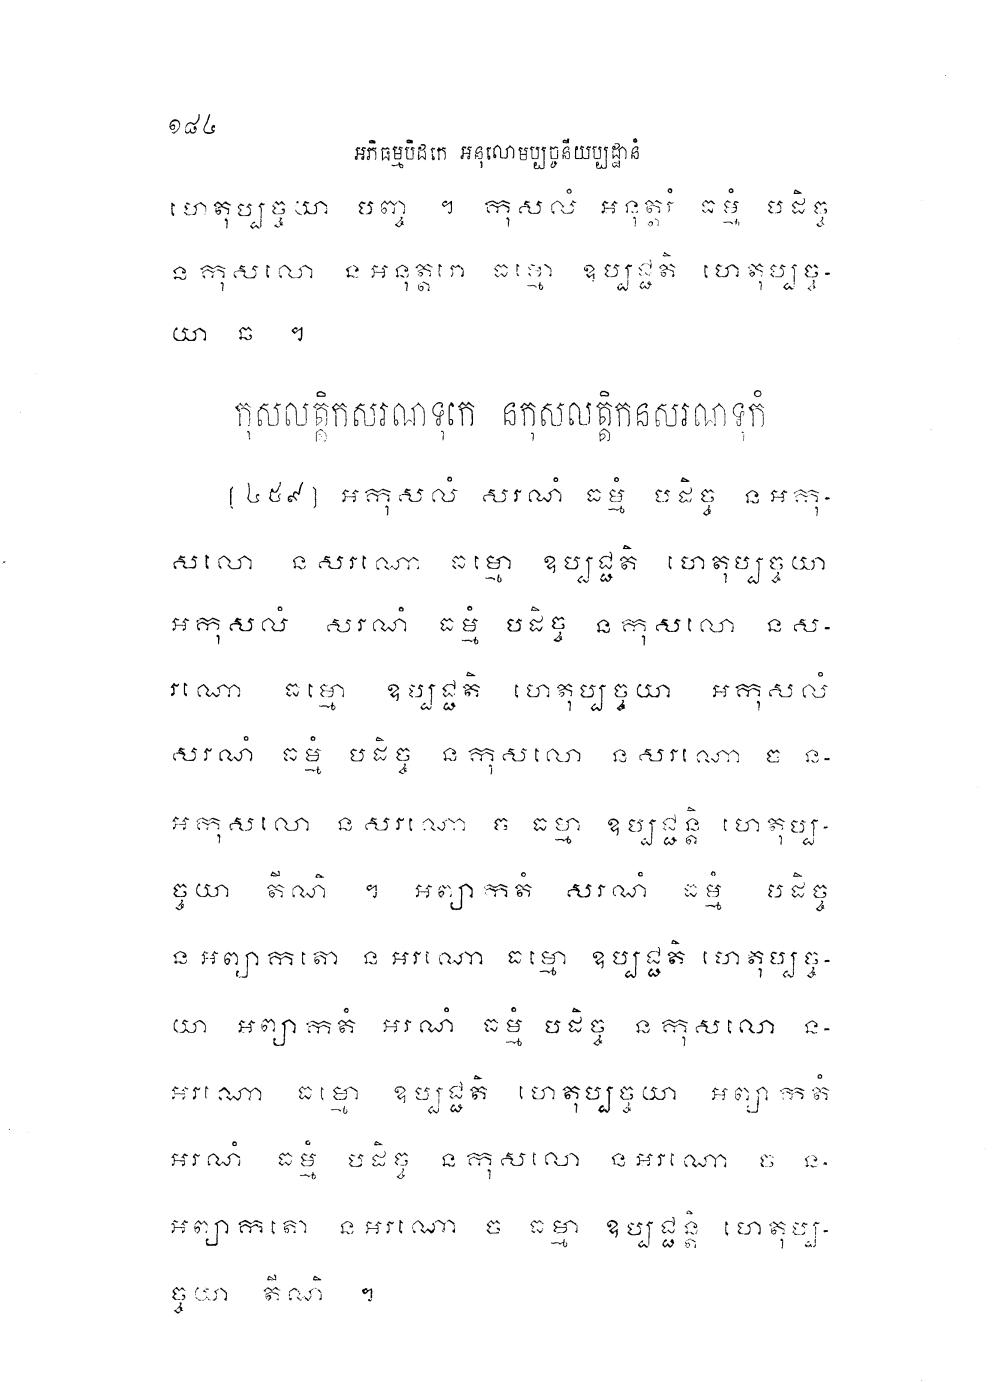 ១៨៤
អភិធម្មបិដកេ អនុលោមប្បច្ចនីយប្បដ្ឋានំ
ហេតុប្បច្ចយា បញ្ច ។ កុសលំ អនុត្តរំ ធម្មំ បដិច្ច
នកុសលោ នអនុត្តរោ ធម្មោ ឧប្បជ្ជតិ ហេតុប្បច្ច-
យា ឆ ។
កុសលត្តិកសរណទុកេ នកុសលត្តិកនសរណទុកំ
[៤៥៩] អកុសលំ សរណំ ធម្មំ បដិច្ច នអកុ-
សលោ នសរណោ ធម្មោ ឧប្បជ្ជតិ ហេតុប្បច្ចយា
អកុសលំ សរណំ ធម្មំ បដិច្ច នកុសលោ នស-
រណោ ធម្មោ ឧប្បជ្ជតិ ហេតុប្បច្ចយា អកុសលំ
សរណំ ធម្មំ បដិច្ច នកុសលោ នសរណោ ច ន-
អកុសលោ នសរណោ ច ធម្មា ឧប្បជ្ជន្តិ ហេតុប្ប-
ច្ចយា តីណិ ។ អព្យាកតំ សរណំ ធម្មំ បដិច្ច
នអព្យាកតោ នអរណោ ធម្មោ ឧប្បជ្ជតិ ហេតុប្បច្ច-
យា អព្យាកតំ អរណំ ធម្មំ បដិច្ច នកុសលោ ន-
អរណោ ធម្មោ ឧប្បជ្ជតិ ហេតុប្បច្ចយា អព្យាកតំ
អរណំ ធម្មំ បដិច្ច នកុសលោ នអរណោ ច ន-
អព្យាកតោ នអរណោ ច ធម្មា ឧប្បជ្ជន្តិ ហេតុប្ប-
ច្ចយា តីណិ ។